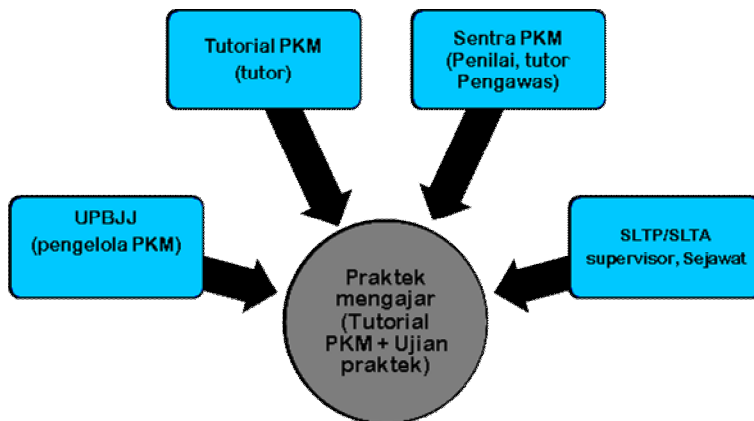 Tutorial PKM
(tutor)
Sentra PKM
(Penilai, tutor
Pengawas)
UPBJJ
(pengelola PKM)
SLTP/SLTA
supervisor, Sejawat
Praktek
mengajar
(Tutorial
PKM + Ujian
praktek)